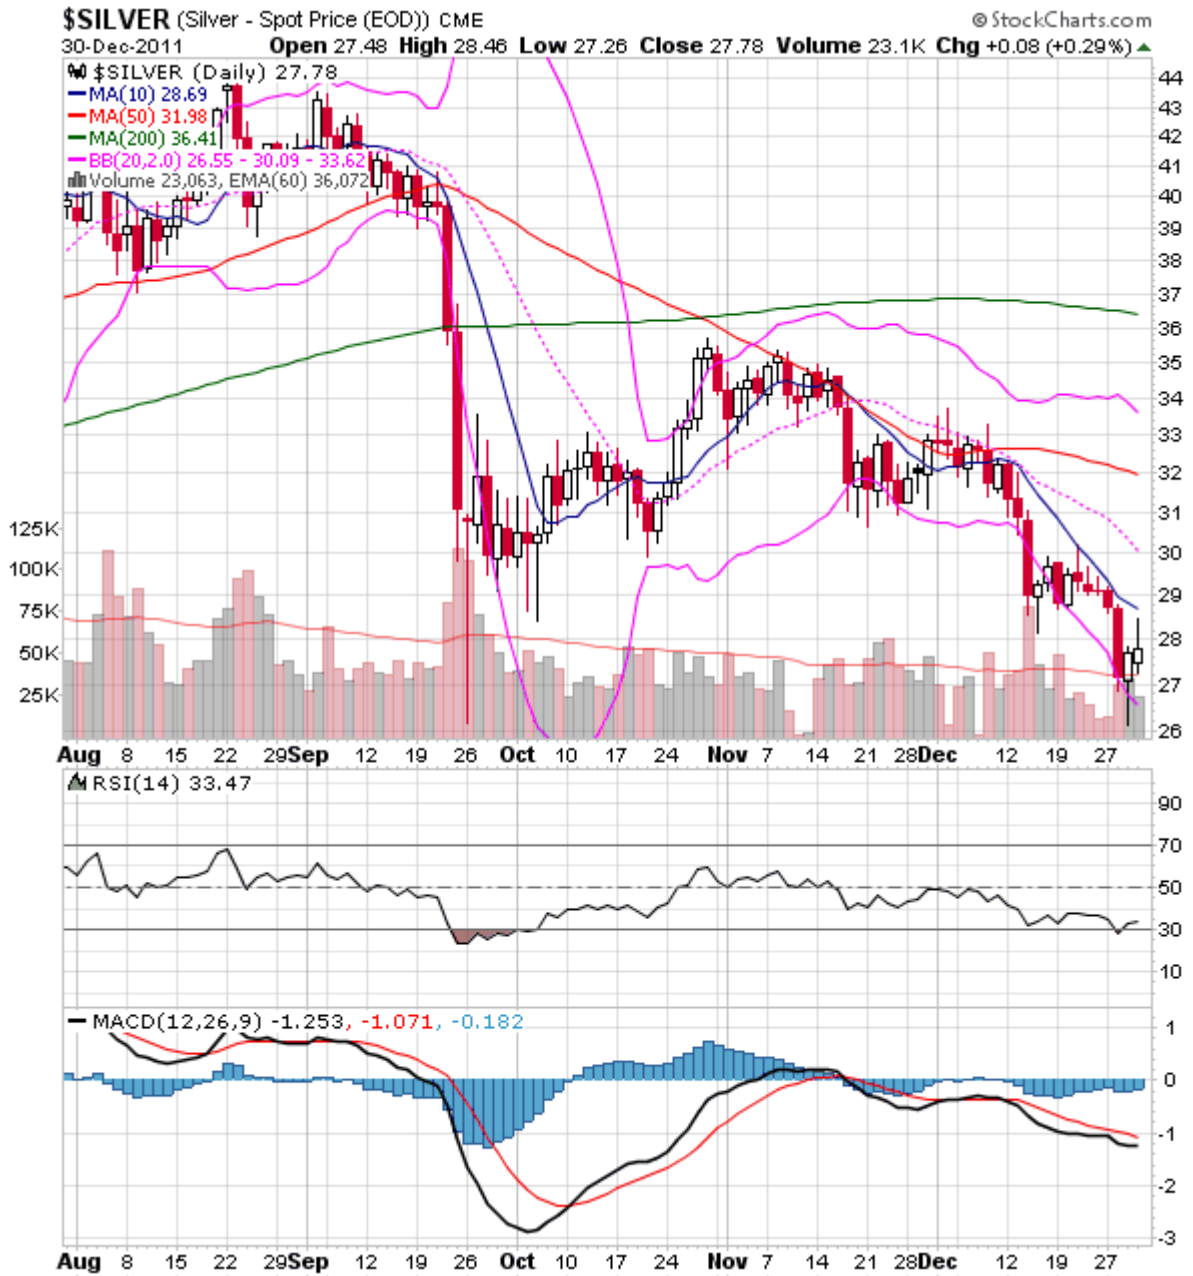 $SILVER (Silver - Spot Price (EOD)) CME
© StockCharts.com
30-Dec-2011
Open 27.48 High 28.46 Low 27.26 Close 27.78 Volume 23.1K Chg +0.08 (+0.29%)
$SILVER (Daily) 27.78
MA(10) 28.69
MA(50) 31.98
MA(200) 36.41
BB(20,2.0) 26.55 - 30.09 - 33.62
Volume 23,063, EMA(60) 36,072
44
43
42
41
40
39
38
37
36
35
34
33
32
31
30
29
28
27
26
125K
100K
75K
50K
25K
Aug 8 15 22 29 Sep 12 19 26 Oct 10 17 24 Nov 7 14 21 28 Dec 12 19 27
RSI(14) 33.47
90
70
50
30
10
MACD(12,26,9) -1.253, -1.071, -0.182
1
0
-1
-2
-3
Aug 8 15 22 29 Sep 12 19 26 Oct 10 17 24 Nov 7 14 21 28 Dec 12 19 27